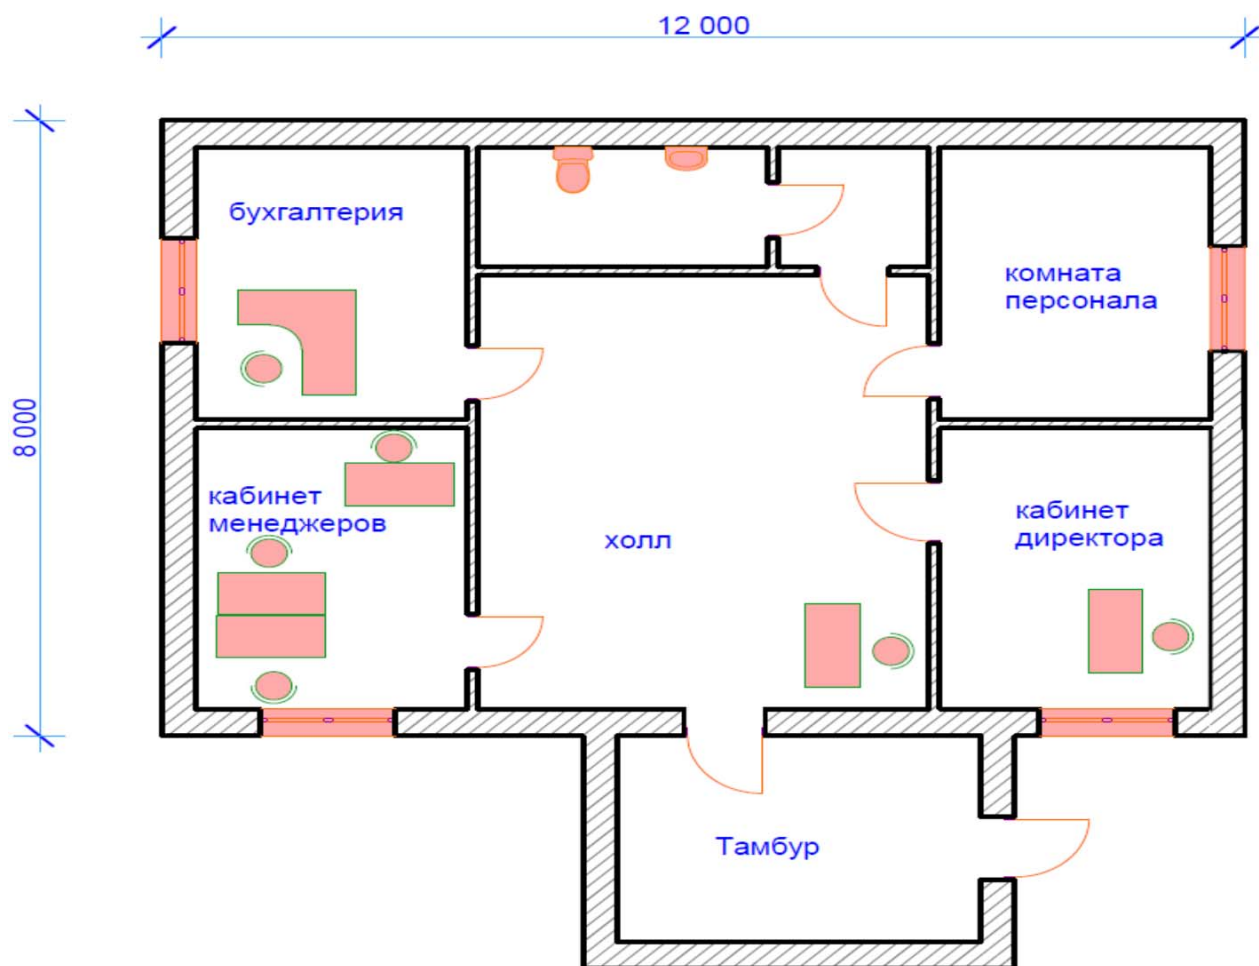 12 000
бухгалтерия
комната
персонала
8 000
кабинет
менеджеров
холл
кабинет
директора
Тамбур